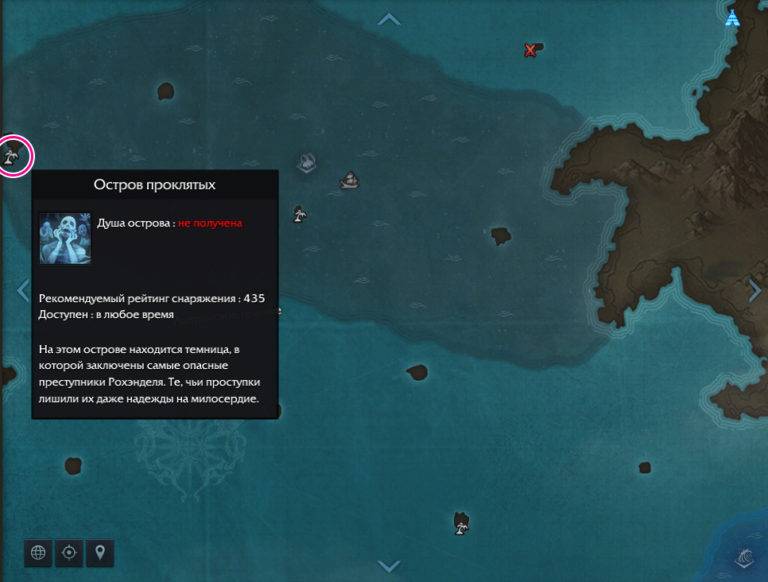 Остров проклятых
Душа острова : не получена
Рекомендуемый рейтинг снаряжения : 435
Доступен : в любое время
На этом острове находится темница, в
которой заключены самые опасные
преступники Рохэнделя. Те, чьи проступки
лишили их даже надежды на милосердие.